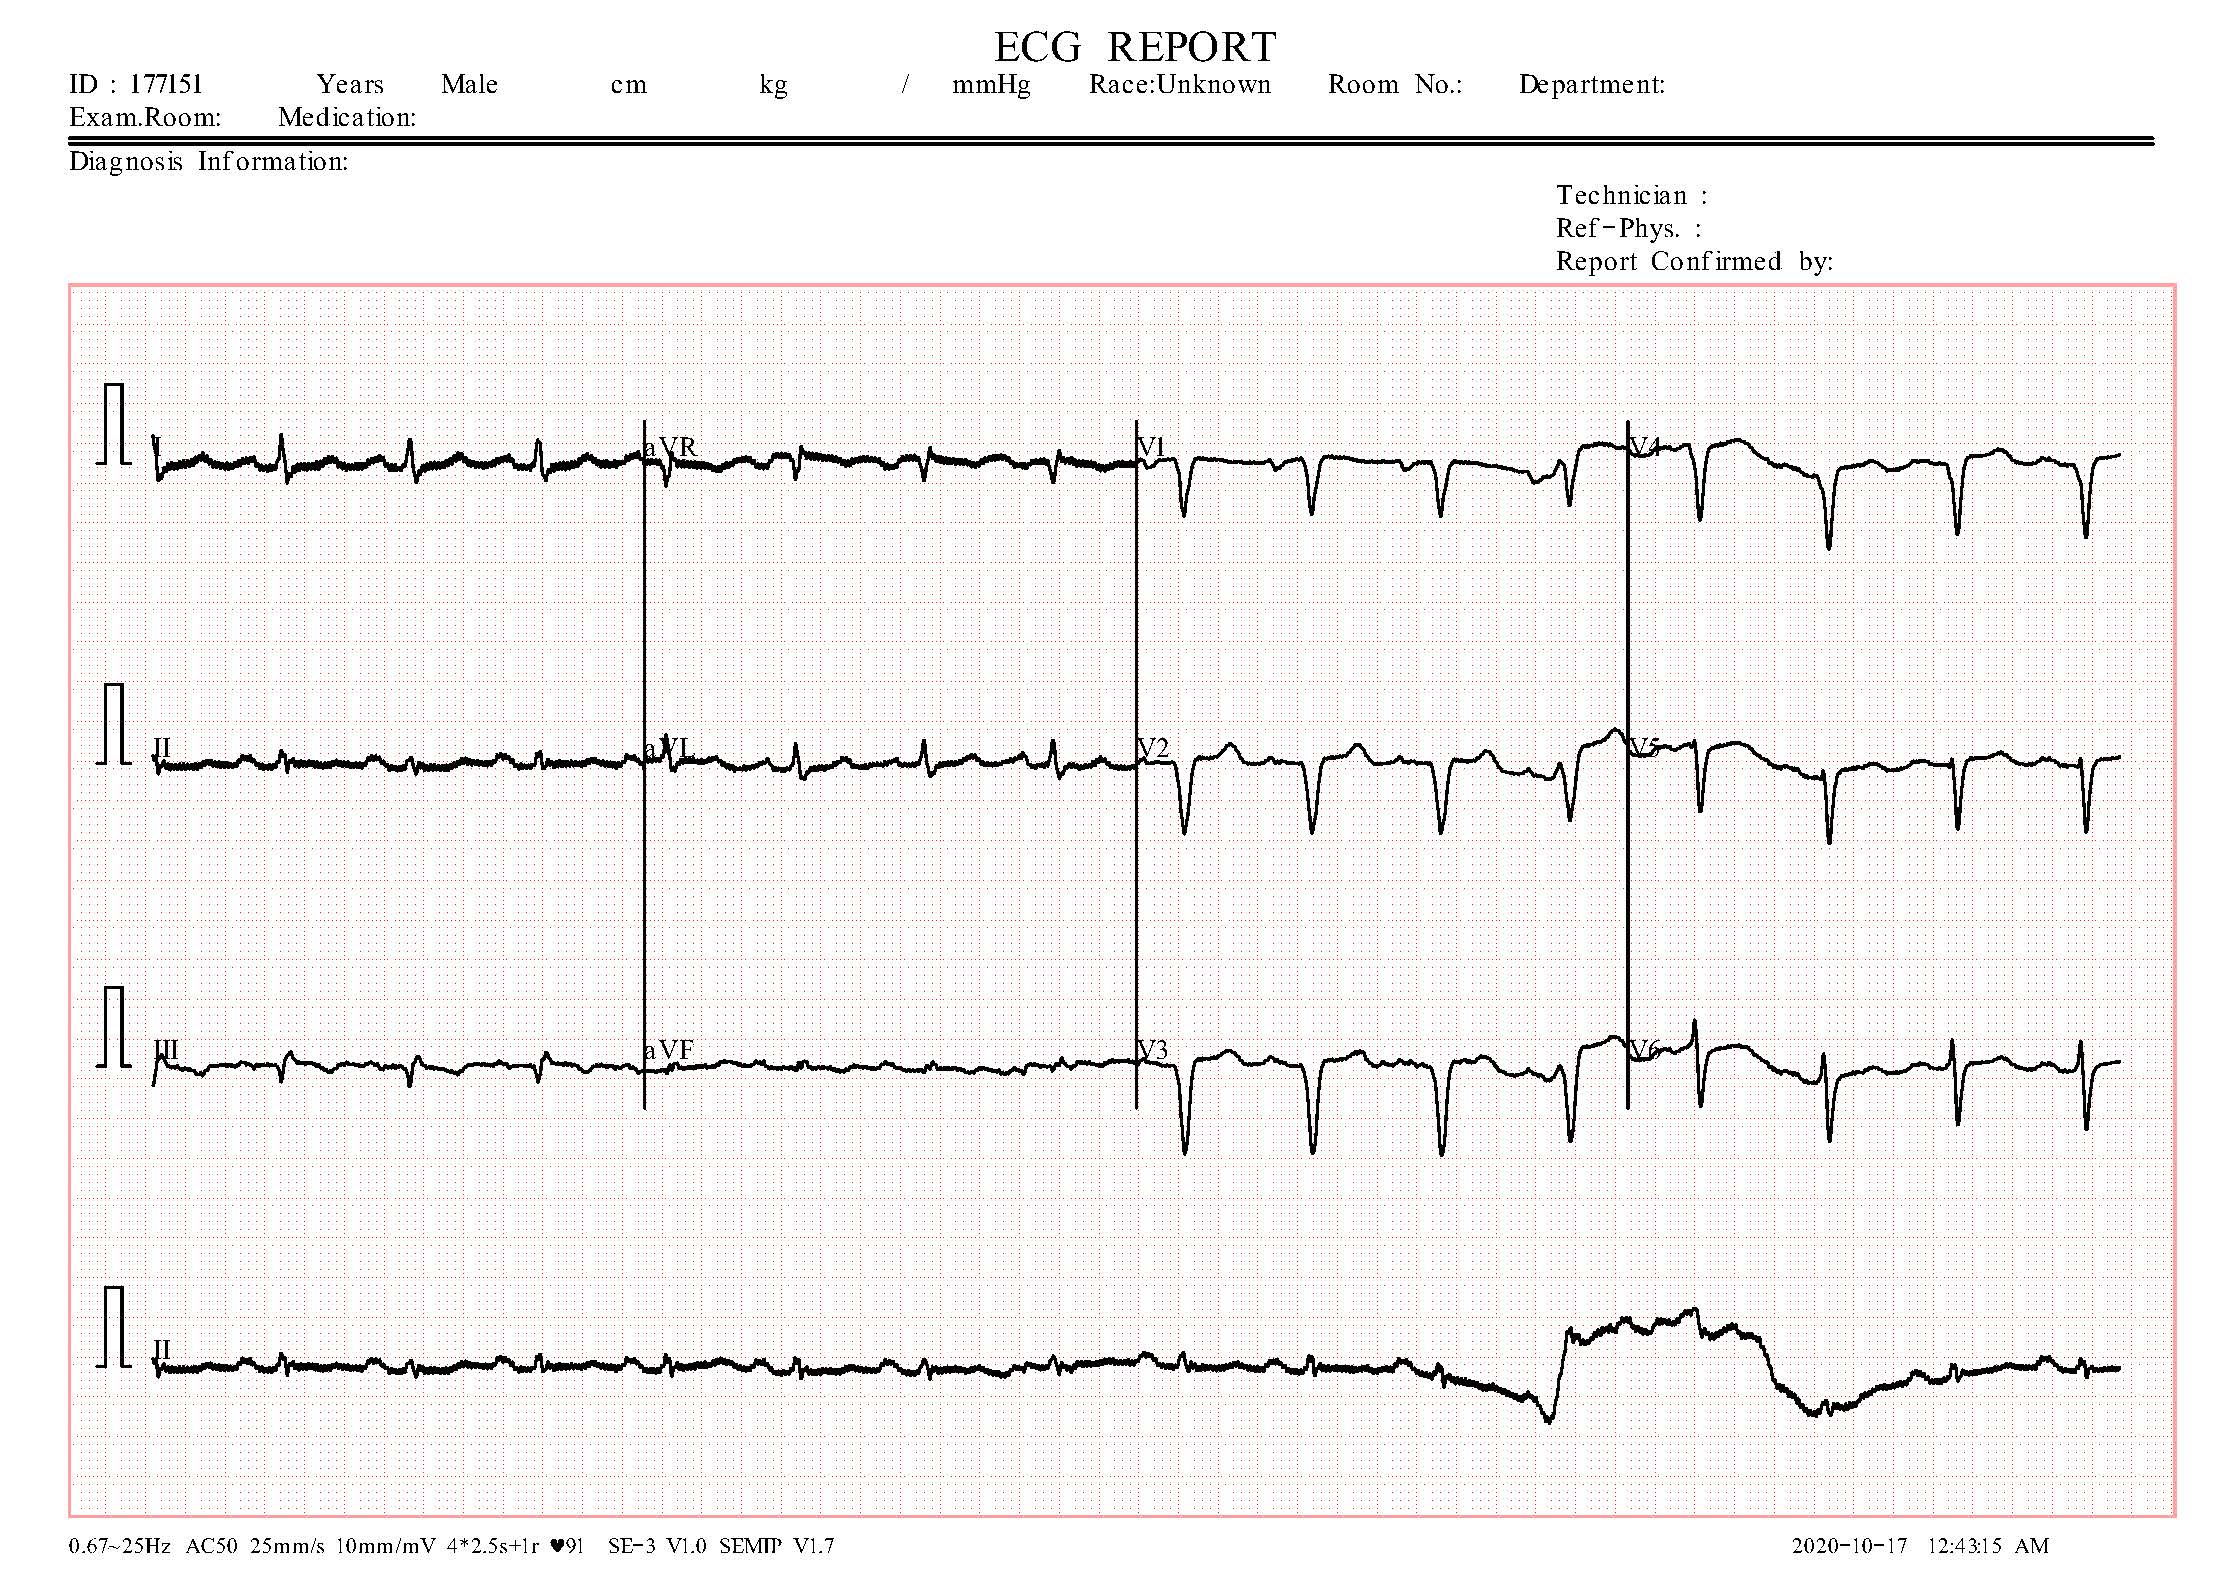 ECG REPORT
ID : 177151 Years Male cm kg / mmHg Race:Unknown Room No.: Department:
Exam.Room: Medication:
Diagnosis Information:
Technician :
Ref-Phys. :
Report Confirmed by:
I aVR V1 V4
II aVL V2 V5
III aVF V3 V6
II
0.67~25Hz AC50 25mm/s 10mm/mV 4*2.5s+1r ♥91 SE-3 V1.0 SEMIP V1.7 2020-10-17 12:43:15 AM